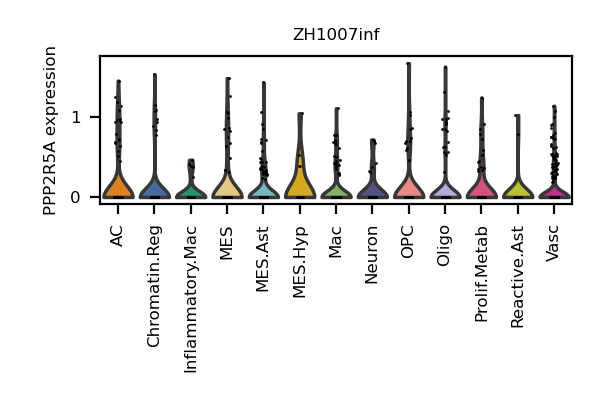 ZH1007inf
PPP2R5A expression
1
0
AC
Chromatin.Reg
Inflammatory.Mac
MES
MES.Ast
MES.Hyp
Mac
Neuron
OPC
Oligo
Prolif.Metab
Reactive.Ast
Vasc